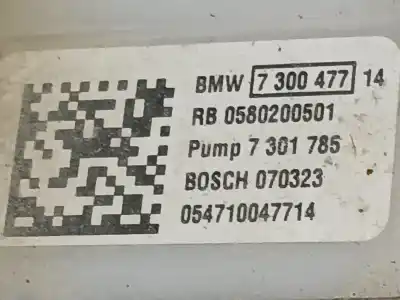 BMW 7 300 477 14
RB 0580200501
Pump 7 301 785
BOSCH 070323
054710047714